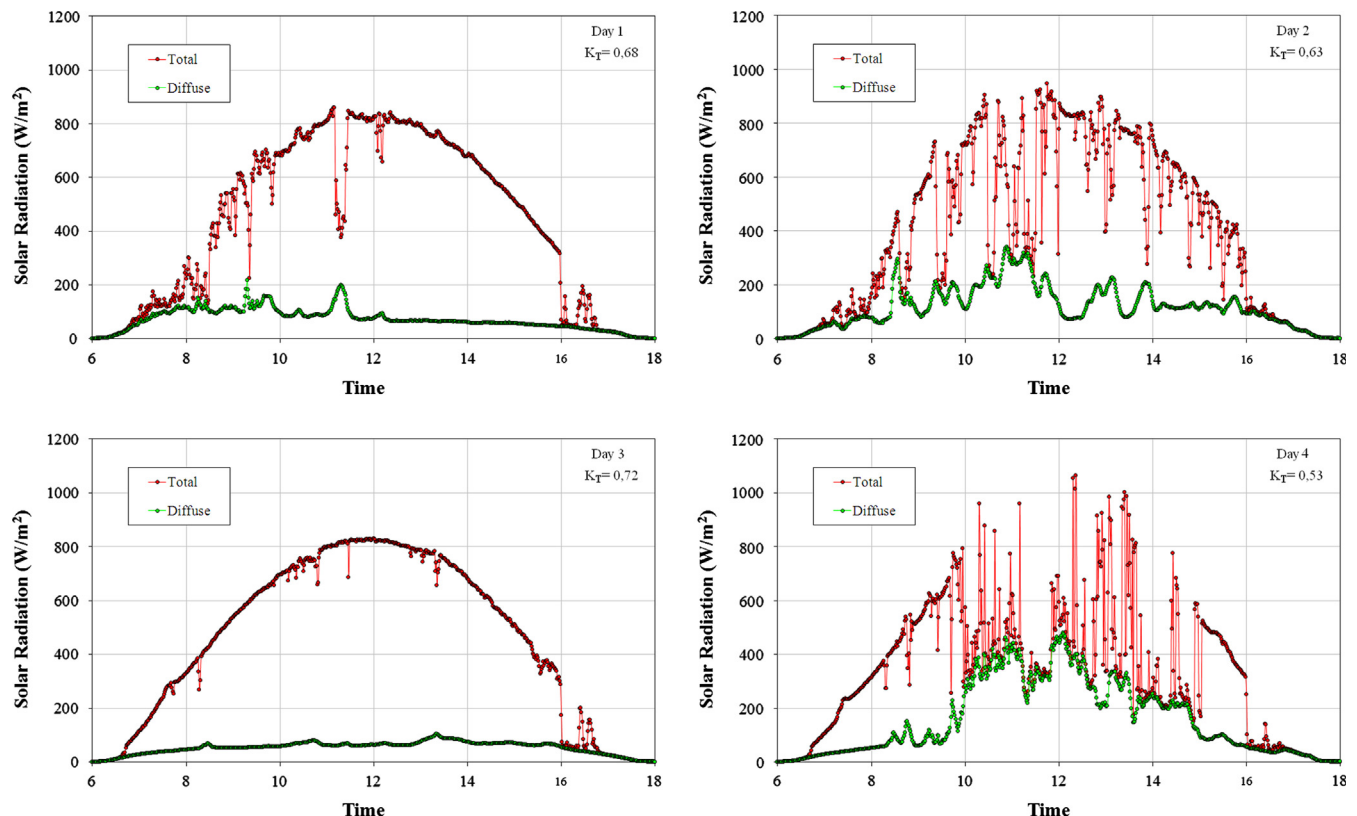 1200
1000
800
600
400
200
0
Solar Radiation (W/m²)
Total
Diffuse
Day 1
K_T= 0,68
6
8
10
12
14
16
18
Time
1200
1000
800
600
400
200
0
Solar Radiation (W/m²)
Total
Diffuse
Day 2
K_T= 0,63
6
8
10
12
14
16
18
Time
1200
1000
800
600
400
200
0
Solar Radiation (W/m²)
Total
Diffuse
Day 3
K_T= 0,72
6
8
10
12
14
16
18
Time
1200
1000
800
600
400
200
0
Solar Radiation (W/m²)
Total
Diffuse
Day 4
K_T= 0,53
6
8
10
12
14
16
18
Time